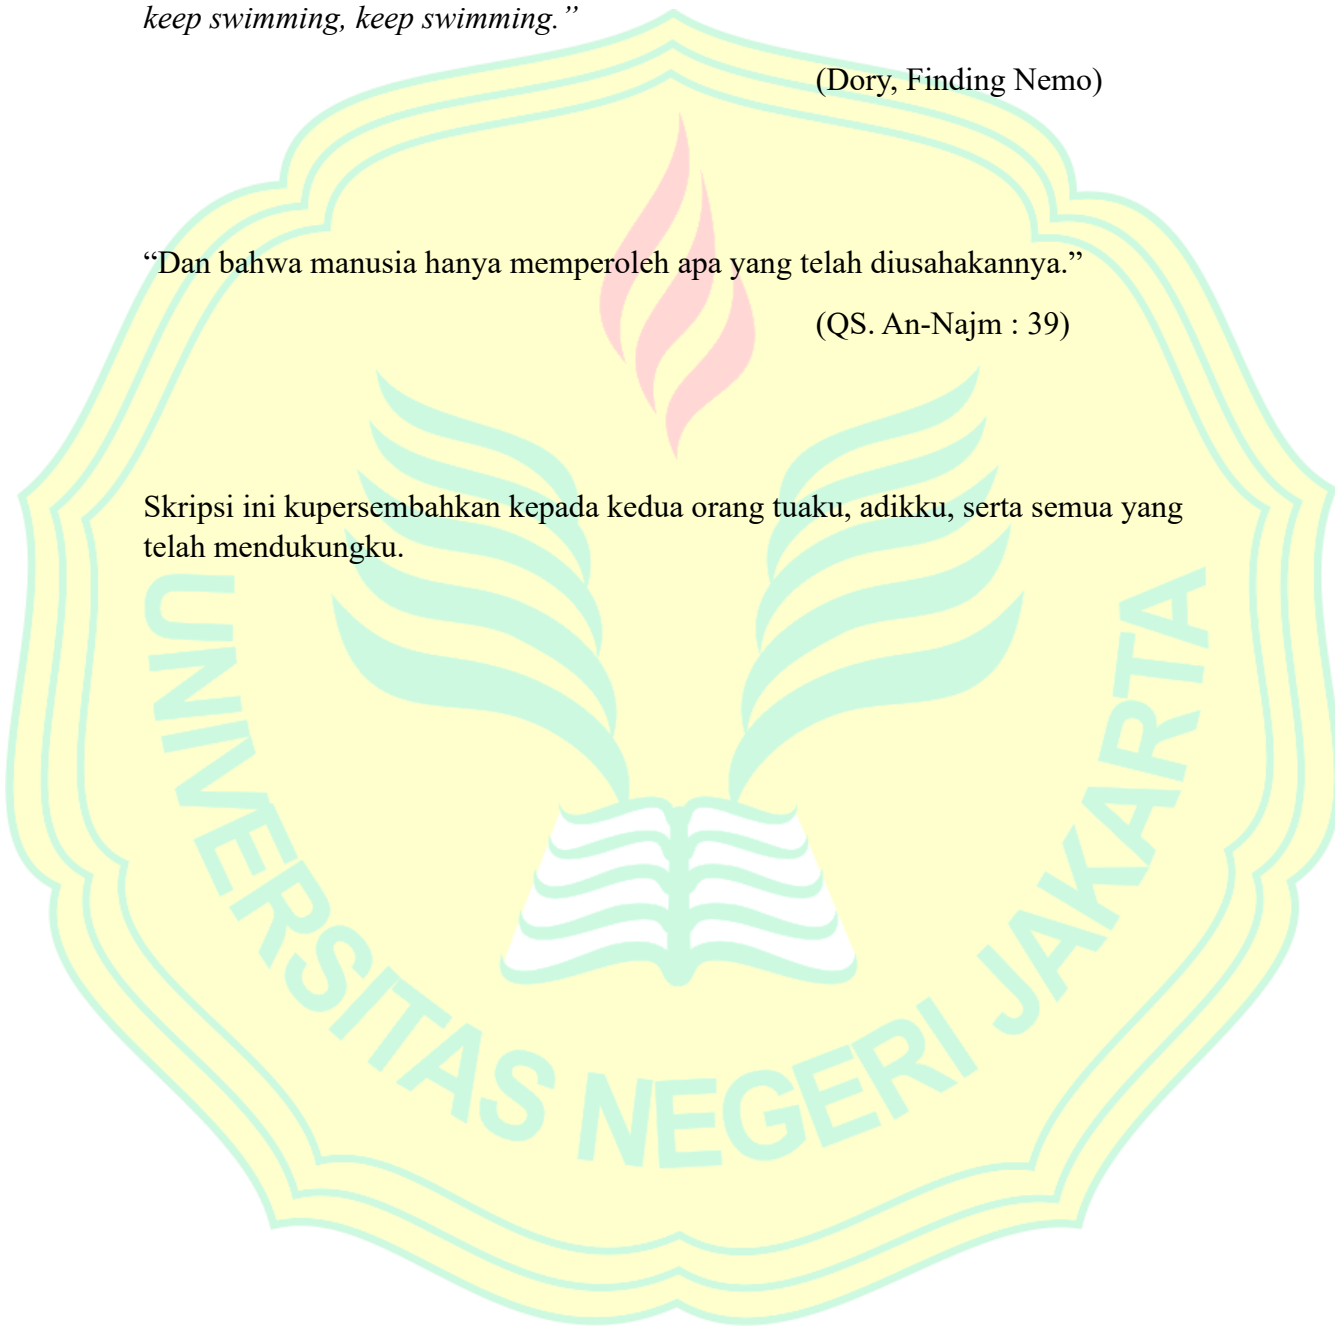 keep swimming, keep swimming.”
(Dory, Finding Nemo)
“Dan bahwa manusia hanya memperoleh apa yang telah diusahakannya.”
(QS. An-Najm : 39)
Skripsi ini kupersembahkan kepada kedua orang tuaku, adikku, serta semua yang
telah mendukungku.
UNIVERSITAS NEGERI JAKARTA